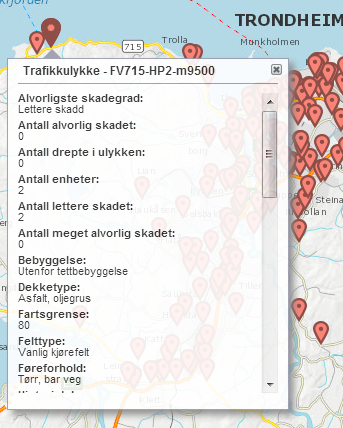 TRONDHEIM
Trolla
Munkholmen
715
Trafikkulykke - FV715-HP2-m9500
Alvorligste skadegrad:
Lettere skadd
Antall alvorlig skadet:
0
Antall drepte i ulykken:
0
Antall enheter:
2
Antall lettere skadet:
2
Antall meget alvorlig skadet:
0
Bebyggelse:
Utenfor tettbebyggelse
Dekketype:
Asfalt, oljegrus
Fartsgrense:
80
Felttype:
Vanlig kjørefelt
Føreforhold:
Tørr, bar veg